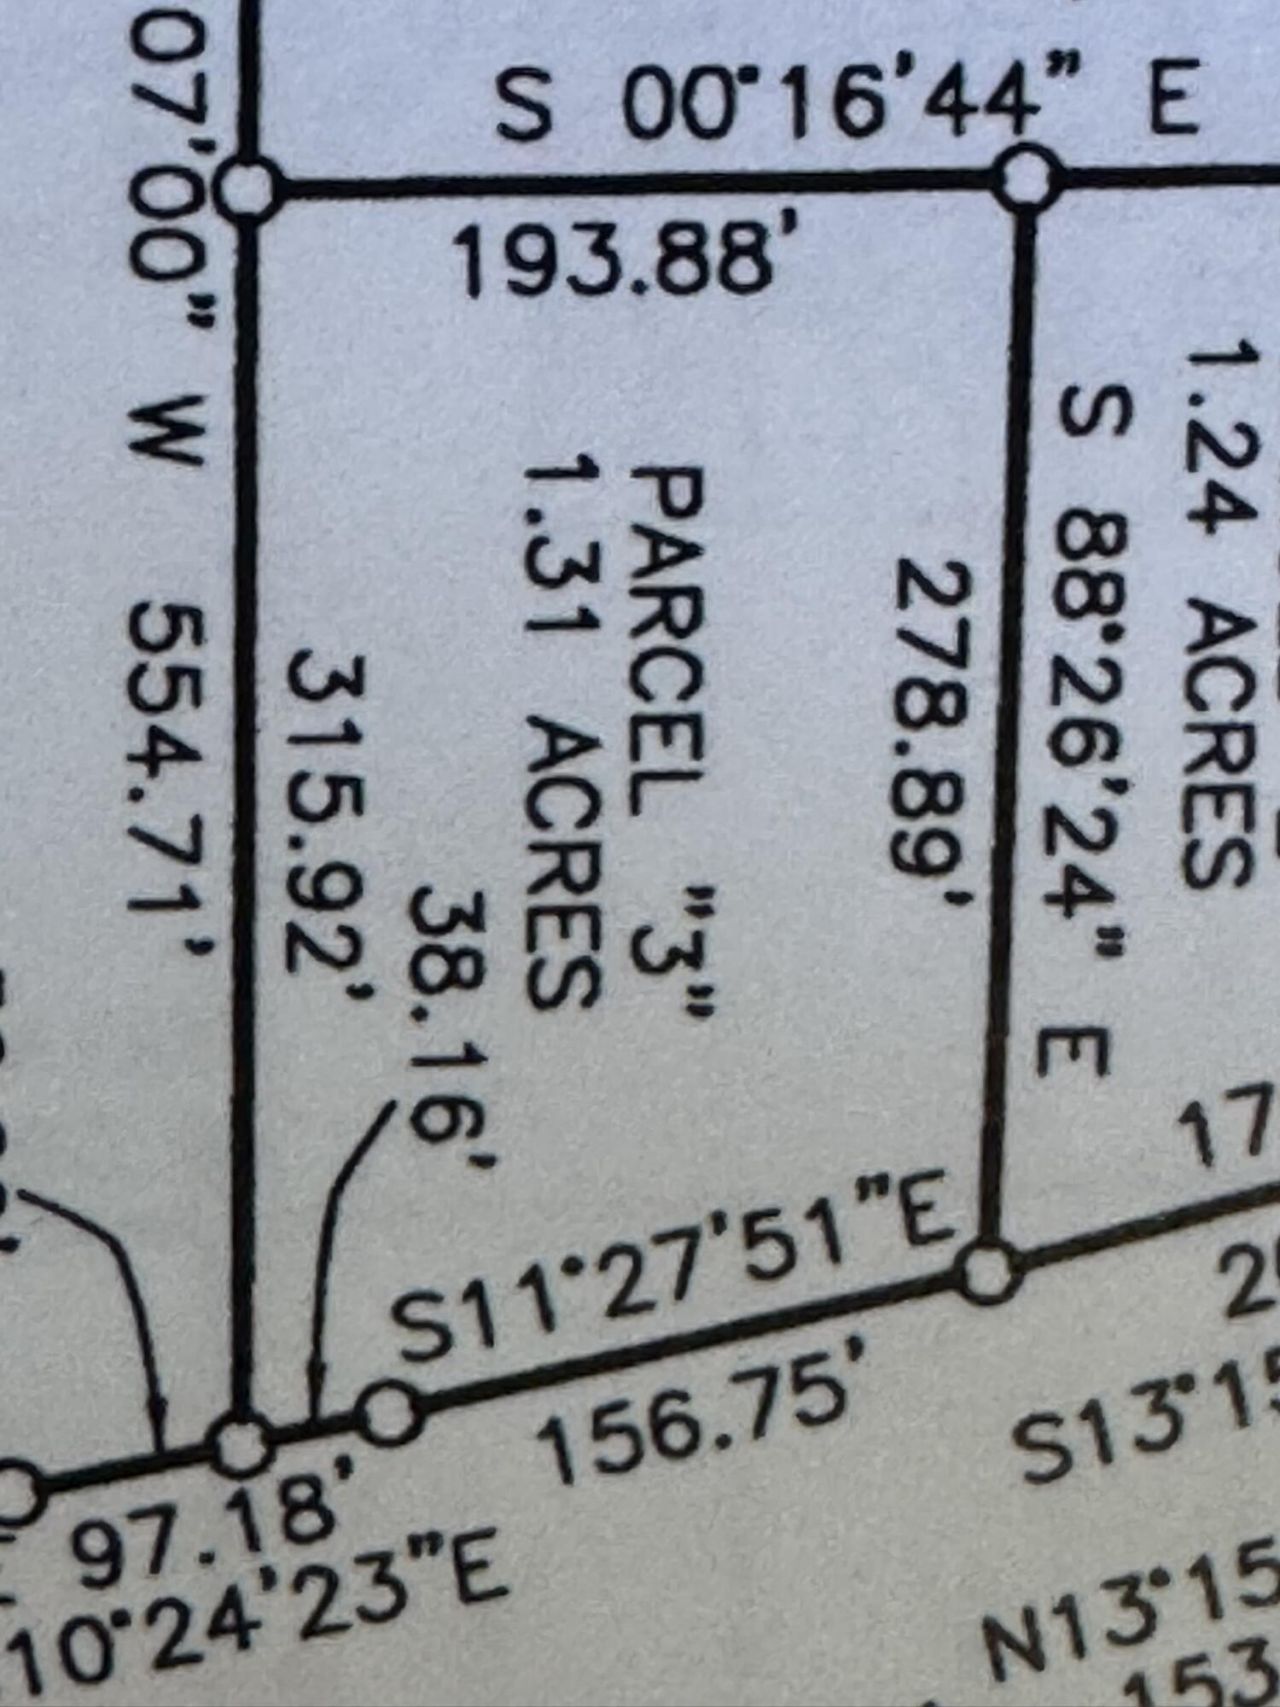 S 00°16'44" E
193.88'
07'00" W 554.71'
315.92'
38.16'
PARCEL "3"
1.31 ACRES
278.89'
S 88°26'24" E
1.24 ACRES
17
S11°27'51"E
156.75'
97.18'
10°24'23"E
S13°15
N13°15
153